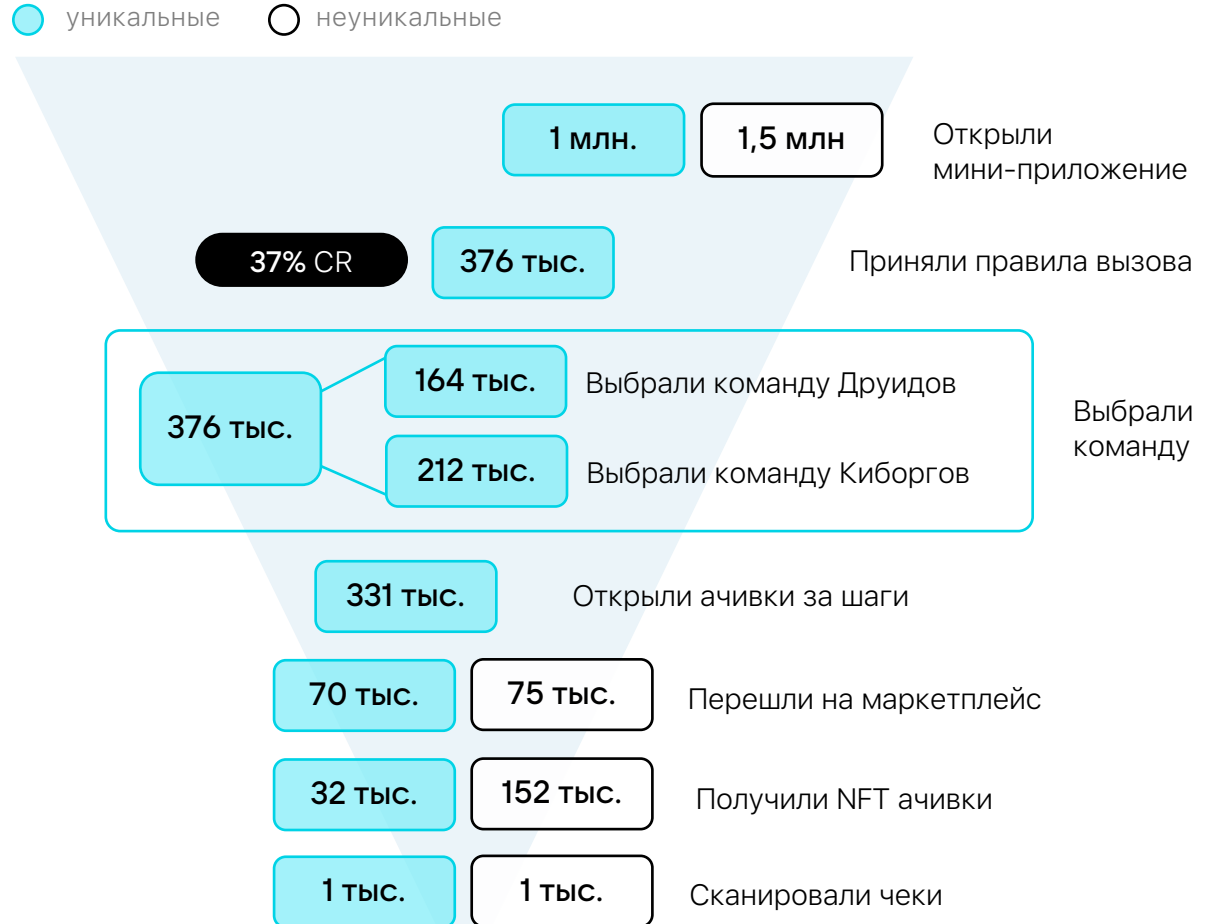 уникальные неуникальные
1 млн. 1,5 млн Открыли
мини-приложение
37% CR 376 тыс. Приняли правила вызова
164 тыс. Выбрали команду Друидов
376 тыс.
212 тыс. Выбрали команду Киборгов
Выбрали
команду
331 тыс. Открыли ачивки за шаги
70 тыс. 75 тыс. Перешли на маркетплейс
32 тыс. 152 тыс. Получили NFT ачивки
1 тыс. 1 тыс. Сканировали чеки